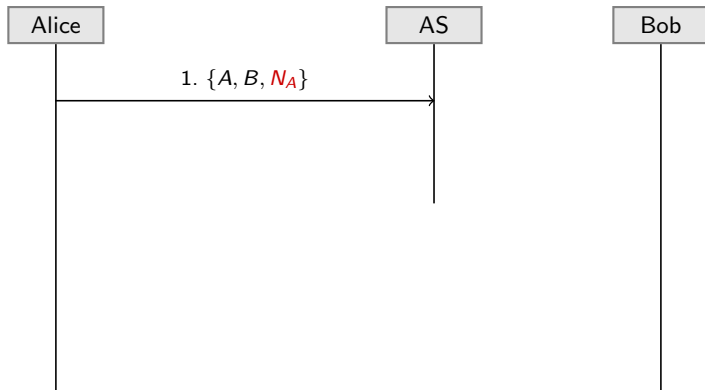 Alice AS Bob
1. {A, B, N_A}